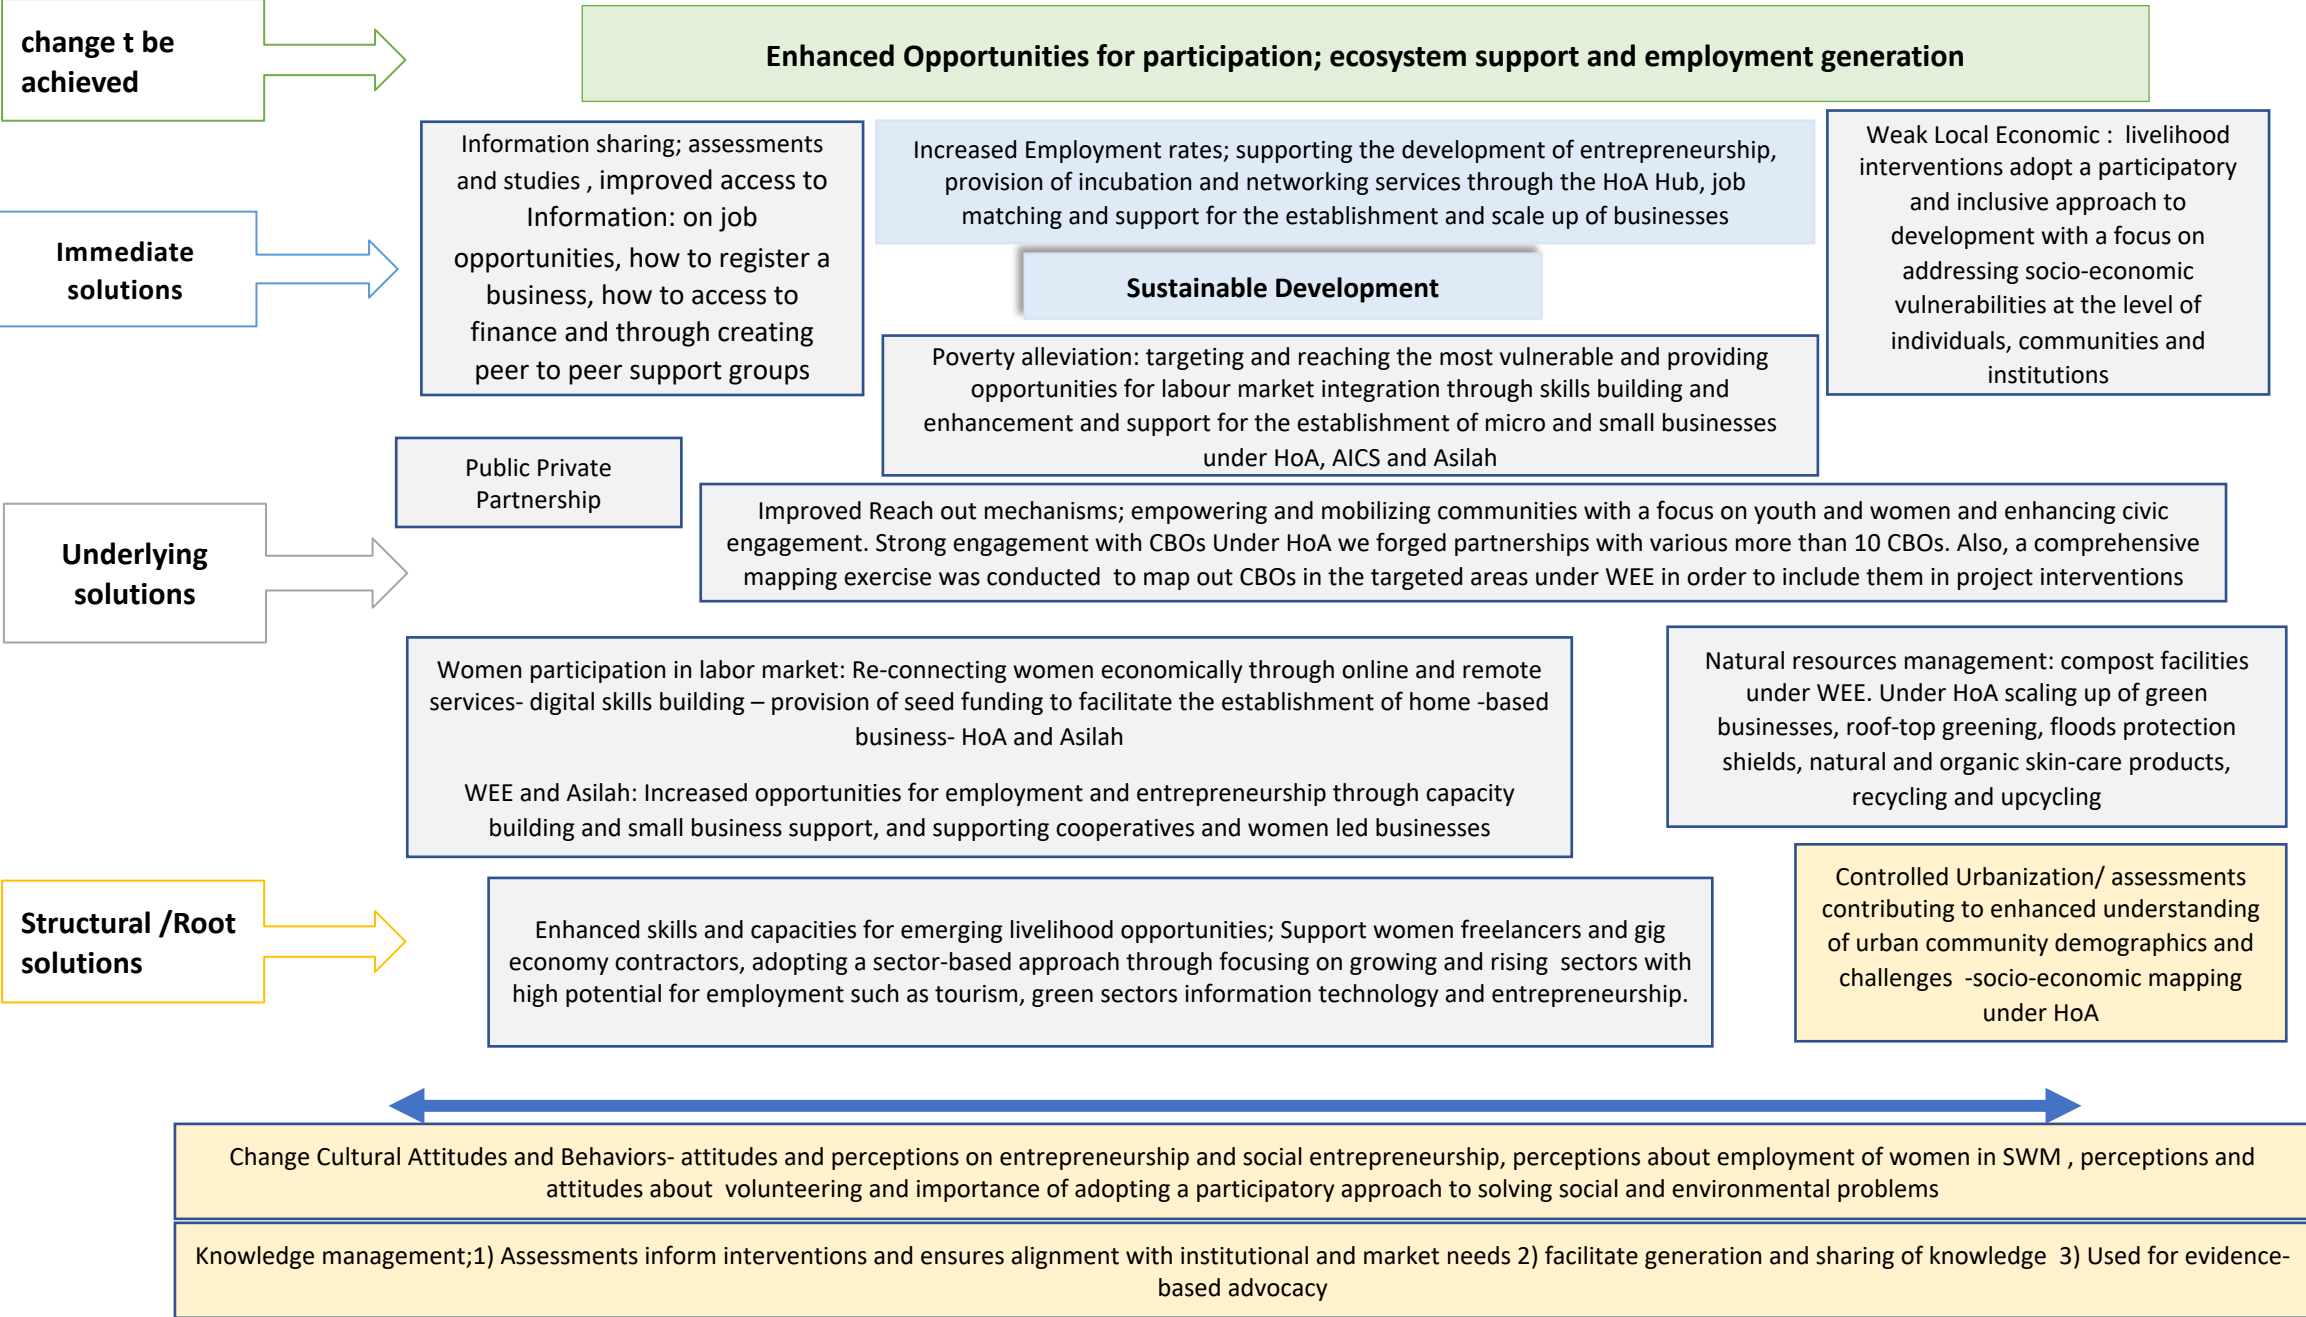 change t be
achieved
Enhanced Opportunities for participation; ecosystem support and employment generation
Immediate
solutions
Information sharing; assessments
and studies , improved access to
Information: on job
opportunities, how to register a
business, how to access to
finance and through creating
peer to peer support groups
Increased Employment rates; supporting the development of entrepreneurship,
provision of incubation and networking services through the HoA Hub, job
matching and support for the establishment and scale up of businesses
Sustainable Development
Poverty alleviation: targeting and reaching the most vulnerable and providing
opportunities for labour market integration through skills building and
enhancement and support for the establishment of micro and small businesses
under HoA, AICS and Asilah
Weak Local Economic :  livelihood
interventions adopt a participatory
and inclusive approach to
development with a focus on
addressing socio-economic
vulnerabilities at the level of
individuals, communities and
institutions
Underlying
solutions
Public Private
Partnership
Improved Reach out mechanisms; empowering and mobilizing communities with a focus on youth and women and enhancing civic
engagement. Strong engagement with CBOs Under HoA we forged partnerships with various more than 10 CBOs. Also, a comprehensive
mapping exercise was conducted  to map out CBOs in the targeted areas under WEE in order to include them in project interventions
Women participation in labor market: Re-connecting women economically through online and remote
services- digital skills building – provision of seed funding to facilitate the establishment of home -based
business- HoA and Asilah
WEE and Asilah: Increased opportunities for employment and entrepreneurship through capacity
building and small business support, and supporting cooperatives and women led businesses
Natural resources management: compost facilities
under WEE. Under HoA scaling up of green
businesses, roof-top greening, floods protection
shields, natural and organic skin-care products,
recycling and upcycling
Structural /Root
solutions
Enhanced skills and capacities for emerging livelihood opportunities; Support women freelancers and gig
economy contractors, adopting a sector-based approach through focusing on growing and rising  sectors with
high potential for employment such as tourism, green sectors information technology and entrepreneurship.
Controlled Urbanization/ assessments
contributing to enhanced understanding
of urban community demographics and
challenges  -socio-economic mapping
under HoA
Change Cultural Attitudes and Behaviors- attitudes and perceptions on entrepreneurship and social entrepreneurship, perceptions about employment of women in SWM , perceptions and
attitudes about  volunteering and importance of adopting a participatory approach to solving social and environmental problems
Knowledge management;1) Assessments inform interventions and ensures alignment with institutional and market needs 2) facilitate generation and sharing of knowledge  3) Used for evidence-
based advocacy